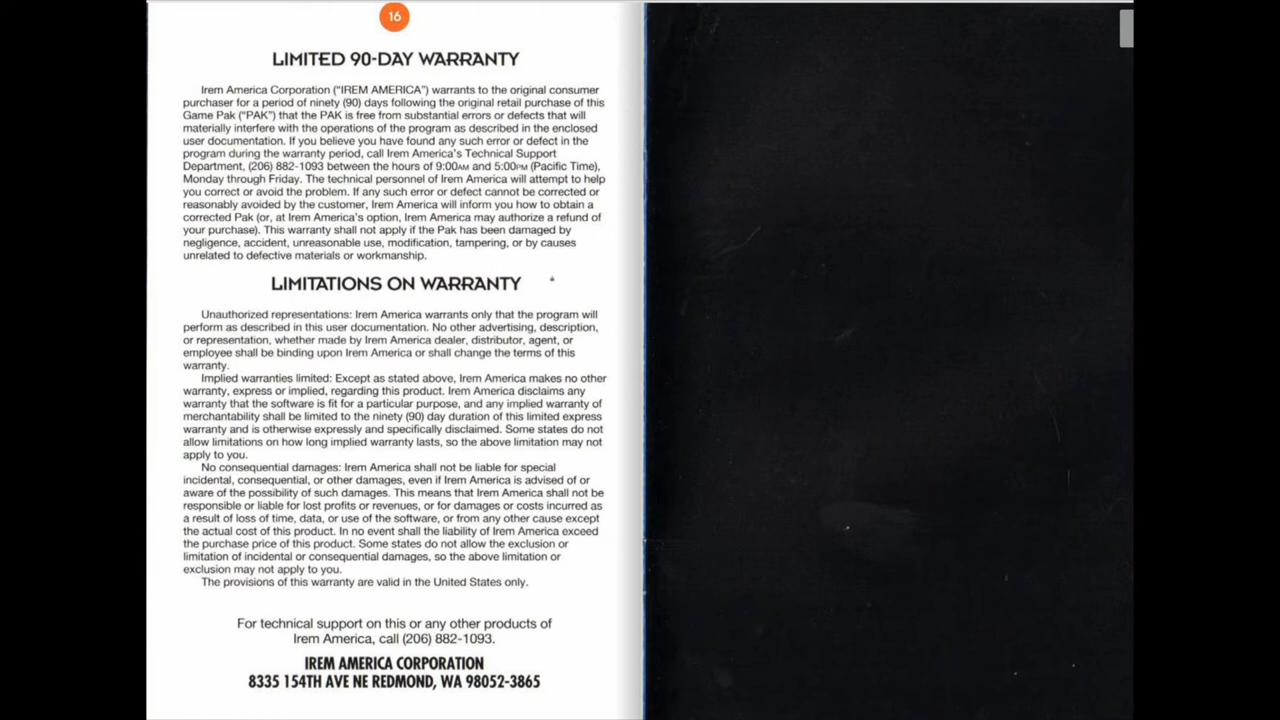 16
LIMITED 90-DAY WARRANTY
Irem America Corporation (“IREM AMERICA”) warrants to the original consumer
purchaser for a period of ninety (90) days following the original retail purchase of this
Game Pak (“PAK”) that the PAK is free from substantial errors or defects that will
materially interfere with the operations of the program as described in the enclosed
user documentation. If you believe you have found any such error or defect in the
program during the warranty period, call Irem America’s Technical Support
Department, (206) 882-1093 between the hours of 9:00AM and 5:00PM (Pacific Time),
Monday through Friday. The technical personnel of Irem America will attempt to help
you correct or avoid the problem. If any such error or defect cannot be corrected or
reasonably avoided by the customer, Irem America will inform you how to obtain a
corrected Pak (or, at Irem America’s option, Irem America may authorize a refund of
your purchase). This warranty shall not apply if the Pak has been damaged by
negligence, accident, unreasonable use, modification, tampering, or by causes
unrelated to defective materials or workmanship.
LIMITATIONS ON WARRANTY
Unauthorized representations: Irem America warrants only that the program will
perform as described in this user documentation. No other advertising, description,
or representation, whether made by Irem America dealer, distributor, agent, or
employee shall be binding upon Irem America or shall change the terms of this
warranty.
Implied warranties limited: Except as stated above, Irem America makes no other
warranty, express or implied, regarding this product. Irem America disclaims any
warranty that the software is fit for a particular purpose, and any implied warranty of
merchantability shall be limited to the ninety (90) day duration of this limited express
warranty and is otherwise expressly and specifically disclaimed. Some states do not
allow limitations on how long implied warranty lasts, so the above limitation may not
apply to you.
No consequential damages: Irem America shall not be liable for special
incidental, consequential, or other damages, even if Irem America is advised of or
aware of the possibility of such damages. This means that Irem America shall not be
responsible or liable for lost profits or revenues, or for damages or costs incurred as
a result of loss of time, data, or use of the software, or from any other cause except
the actual cost of this product. In no event shall the liability of Irem America exceed
the purchase price of this product. Some states do not allow the exclusion or
limitation of incidental or consequential damages, so the above limitation or
exclusion may not apply to you.
The provisions of this warranty are valid in the United States only.
For technical support on this or any other products of
Irem America, call (206) 882-1093.
IREM AMERICA CORPORATION
8335 154TH AVE NE REDMOND, WA 98052-3865